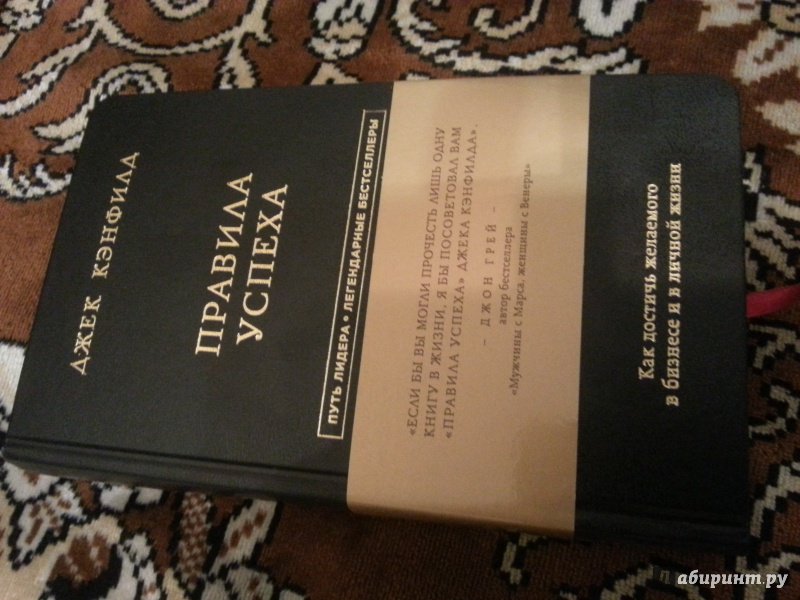 ДЖЕК КЭНФИЛД
ПРАВИЛА
УСПЕХА
ПУТЬ ЛИДЕРА • ЛЕГЕНДАРНЫЕ БЕСТСЕЛЛЕРЫ
«ЕСЛИ БЫ ВЫ МОГЛИ ПРОЧЕСТЬ ЛИШЬ ОДНУ
КНИГУ В ЖИЗНИ, Я БЫ ПОСОВЕТОВАЛ ВАМ
«ПРАВИЛА УСПЕХА» ДЖЕКА КЭНФИЛДА».
– ДЖОН ГРЕЙ –
автор бестселлера
«Мужчины с Марса, женщины с Венеры»
Как достичь желаемого
в бизнесе и в личной жизни
Лабиринт.ру